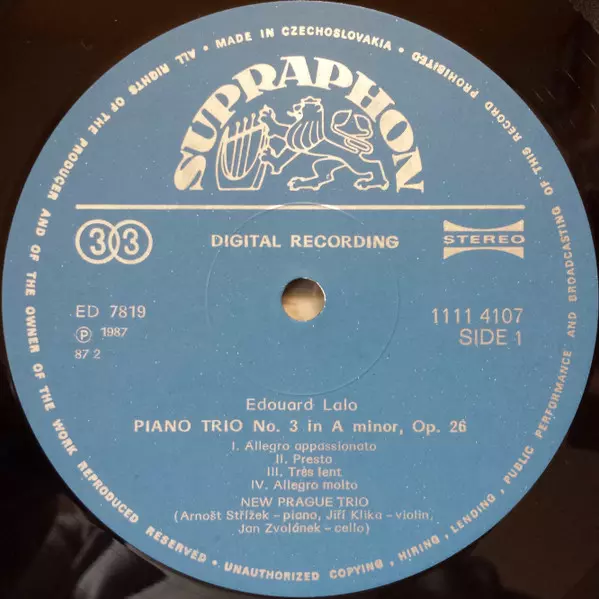 ALL RIGHTS OF THE PRODUCER AND OF THE OWNER OF THE WORK REPRODUCED RESERVED • UNAUTHORIZED COPYING, HIRING, LENDING, PUBLIC PERFORMANCE AND BROADCASTING OF THIS RECORD PROHIBITED • MADE IN CZECHOSLOVAKIA •
SUPRAPHON
33
DIGITAL RECORDING
STEREO
ED 7819
1111 4107
Ⓟ 1987
SIDE 1
87 2
Edouard Lalo
PIANO TRIO No. 3 in A minor, Op. 26
I. Allegro appassionato
II. Presto
III. Très lent
IV. Allegro molto
NEW PRAGUE TRIO
(Arnošt Střížek – piano, Jiří Klika – violin,
Jan Zvolánek – cello)